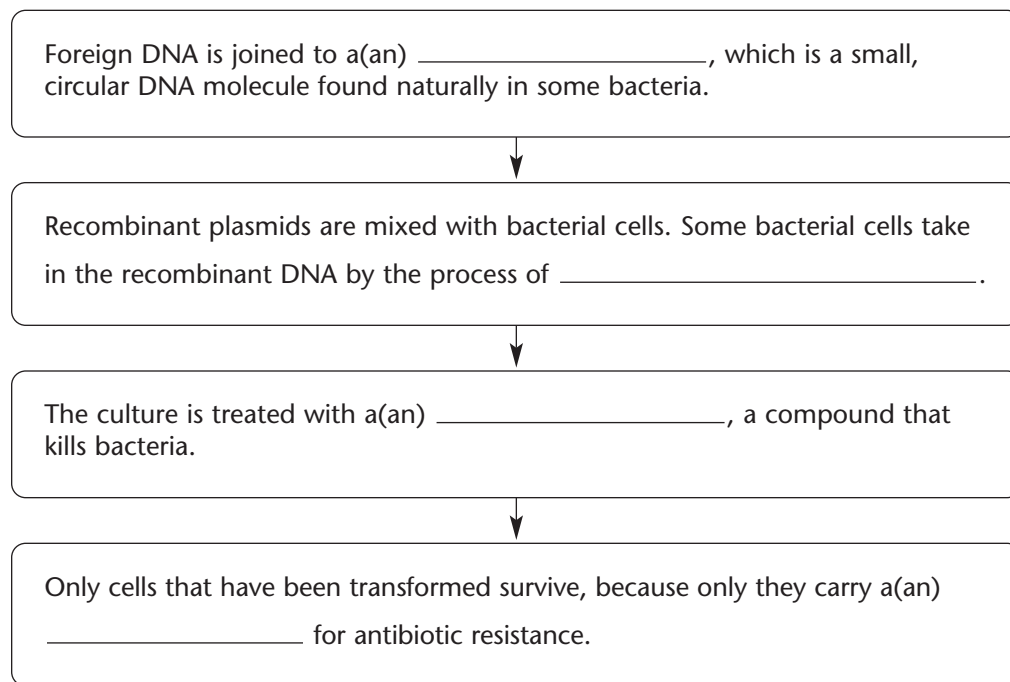 Foreign DNA is joined to a(an) ____________________, which is a small,
circular DNA molecule found naturally in some bacteria.
Recombinant plasmids are mixed with bacterial cells. Some bacterial cells take
in the recombinant DNA by the process of ______________________________.
The culture is treated with a(an) ____________________, a compound that
kills bacteria.
Only cells that have been transformed survive, because only they carry a(an)
__________________ for antibiotic resistance.